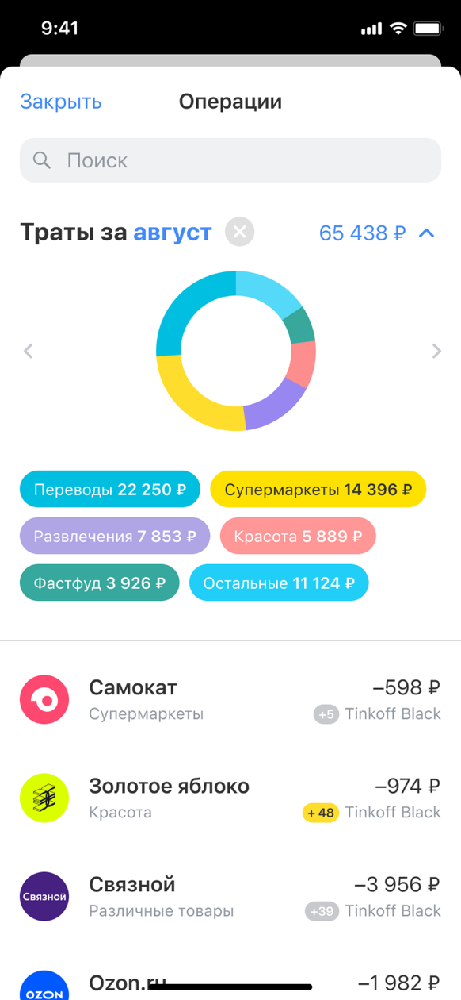 9:41
Закрыть Операции
Поиск
Траты за август 65 438 ₽
Переводы 22 250 ₽ Супермаркеты 14 396 ₽
Развлечения 7 853 ₽ Красота 5 889 ₽
Фастфуд 3 926 ₽ Остальные 11 124 ₽
Самокат –598 ₽
Супермаркеты +5 Tinkoff Black
Золотое яблоко –974 ₽
Красота + 48 Tinkoff Black
Связной Связной –3 956 ₽
Различные товары +39 Tinkoff Black
OZON Ozon.ru –1 982 ₽